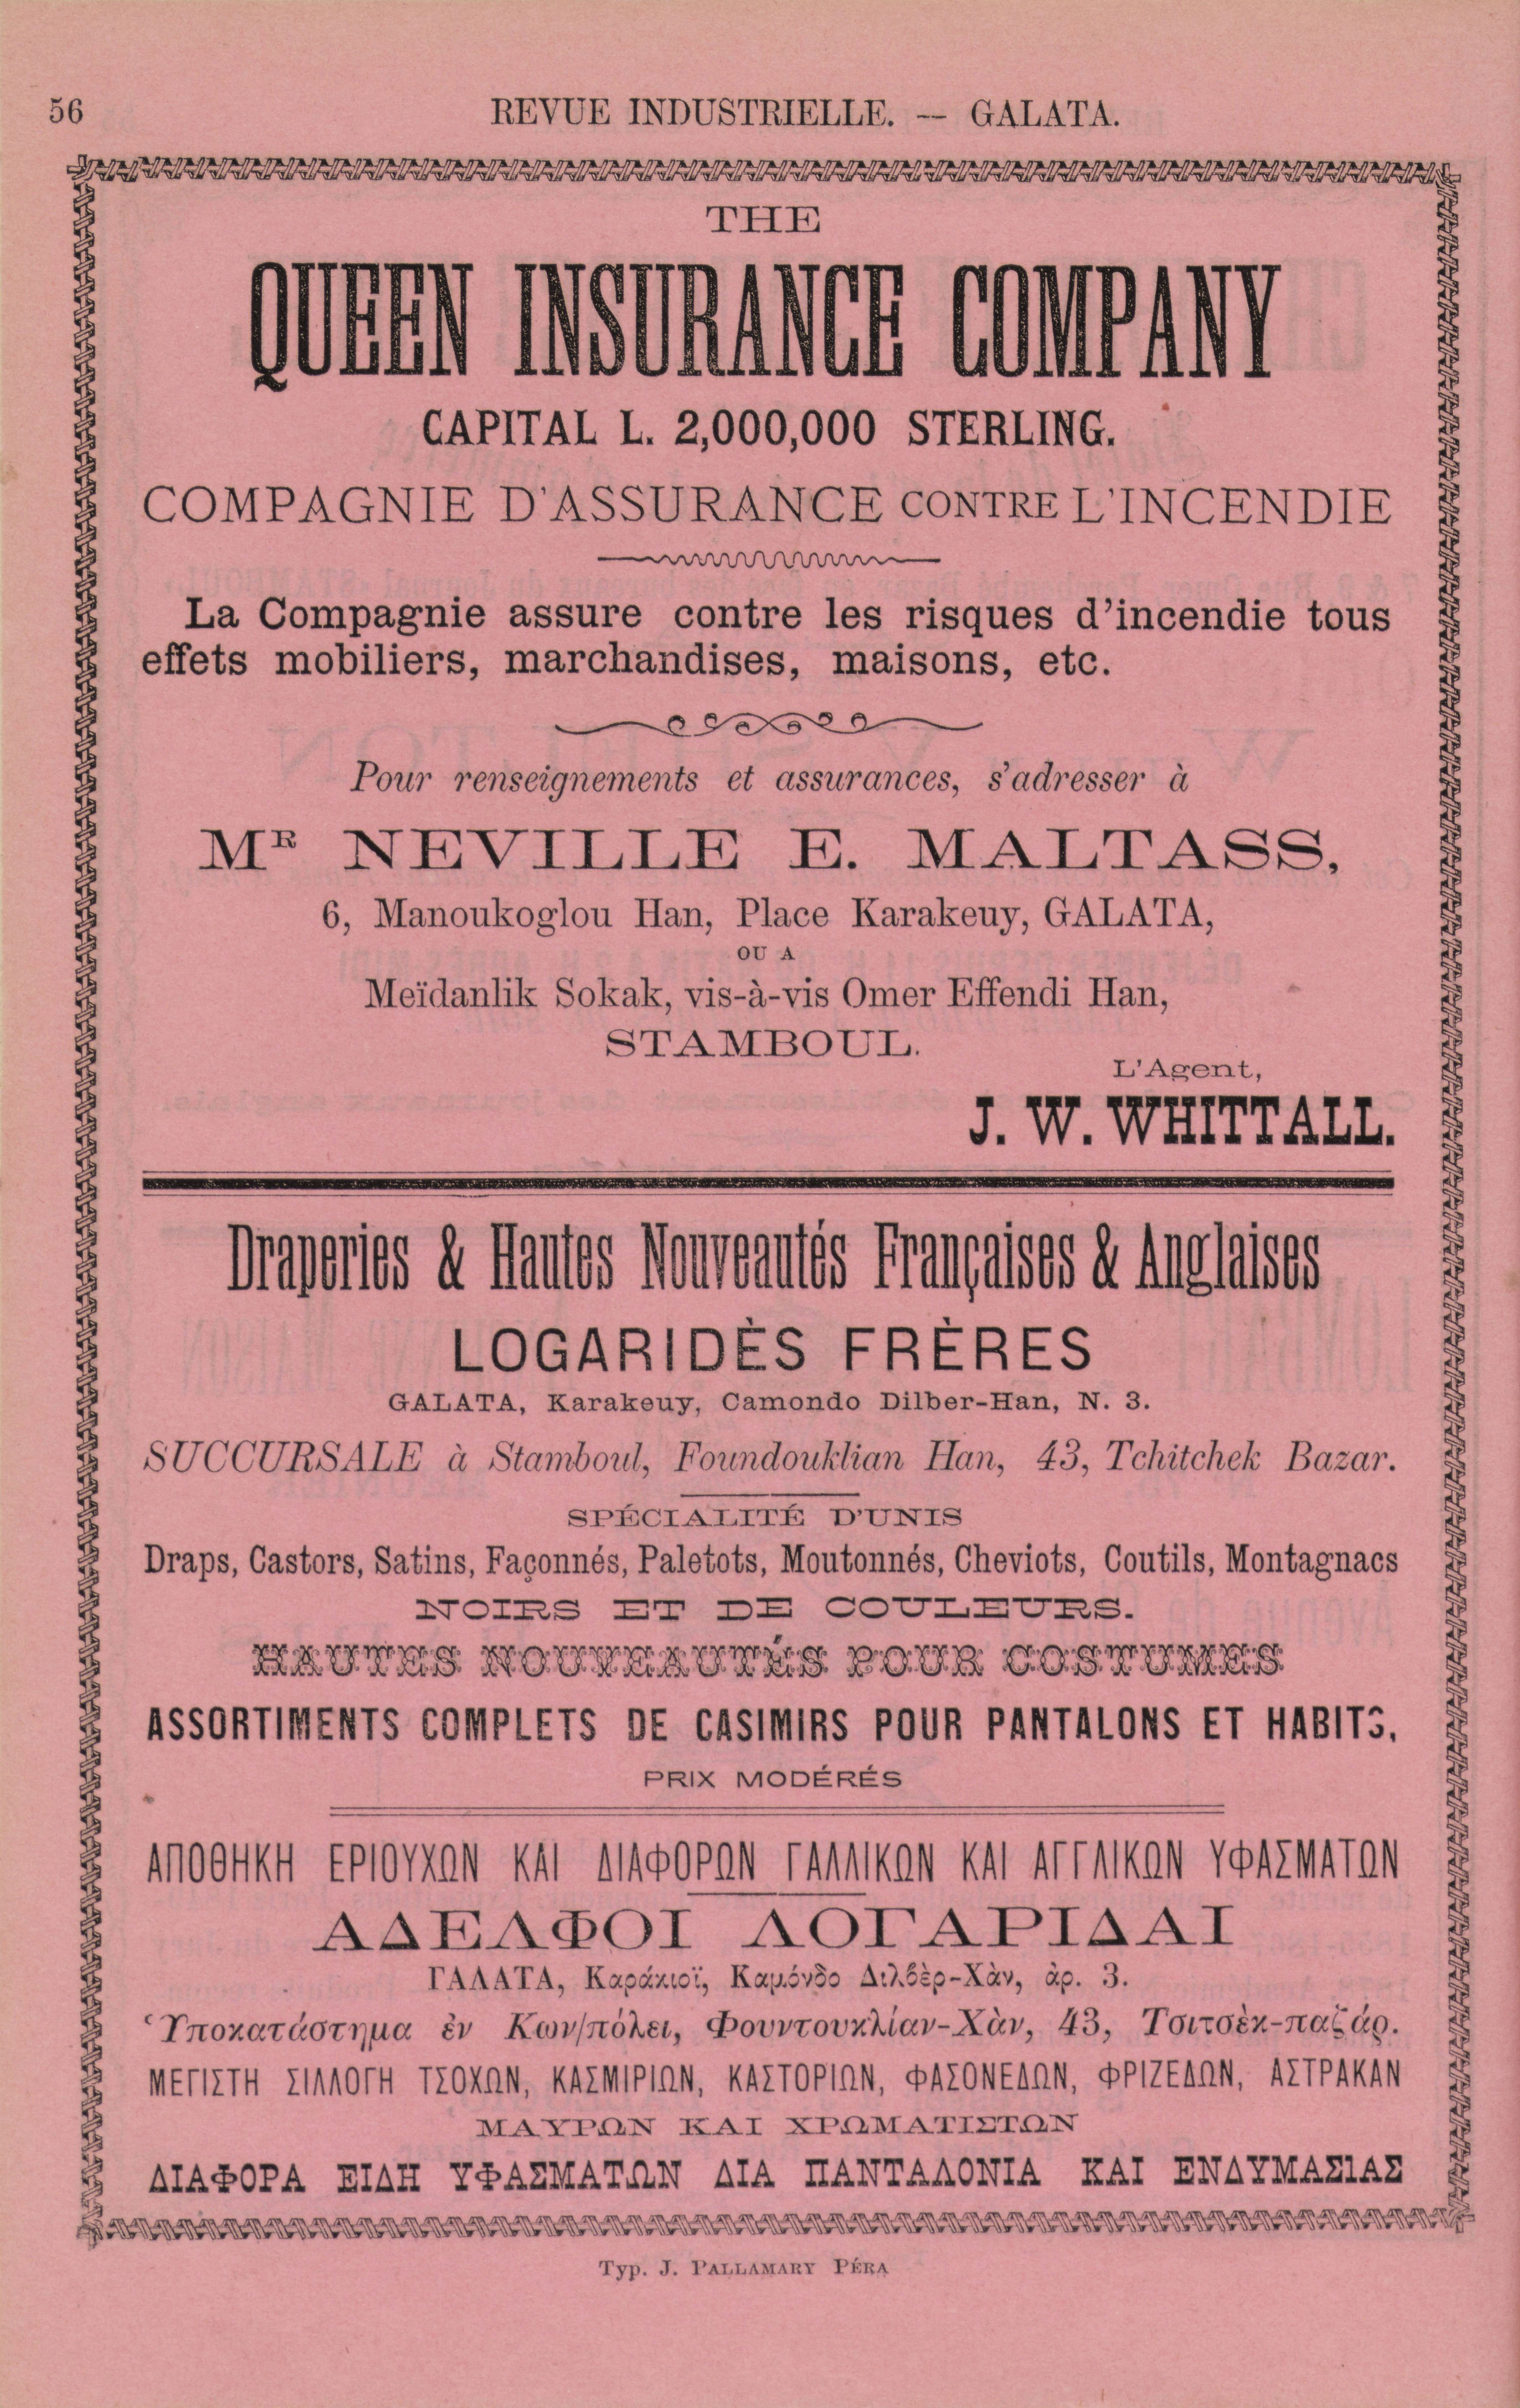 56
REVUE INDUSTRIELLE. — GALATA.
THE
QUEEN INSURANCE COMPANY
CAPITAL L. 2,000,000 STERLING.
COMPAGNIE D'ASSURANCE CONTRE L'INCENDIE
La Compagnie assure contre les risques d'incendie tous
effets mobiliers, marchandises, maisons, etc.
Pour renseignements et assurances, s'adresser à
MR NEVILLE E. MALTASS,
6, Manoukoglou Han, Place Karakeuy, GALATA,
OU A
Meïdanlik Sokak, vis-à-vis Omer Effendi Han,
STAMBOUL.
L'Agent,
J. W. WHITTALL.
Draperies & Hautes Nouveautés Françaises & Anglaises
LOGARIDÈS FRÈRES
GALATA, Karakeuy, Camondo Dilber-Han, N. 3.
SUCCURSALE à Stamboul, Foundouklian Han, 43, Tchitchek Bazar.
SPÉCIALITÉ D'UNIS
Draps, Castors, Satins, Façonnés, Paletots, Moutonnés, Cheviots, Coutils, Montagnacs
NOIRS ET DE COULEURS.
HAUTES NOUVEAUTÉS POUR COSTUMES
ASSORTIMENTS COMPLETS DE CASIMIRS POUR PANTALONS ET HABITS,
PRIX MODÉRÉS
ΑΠΟΘΗΚΗ ΕΡΙΟΥΧΩΝ ΚΑΙ ΔΙΑΦΟΡΩΝ ΓΑΛΛΙΚΩΝ ΚΑΙ ΑΓΓΛΙΚΩΝ ΥΦΑΣΜΑΤΩΝ
ΑΔΕΛΦΟΙ ΛΟΓΑΡΙΔΑΙ
ΓΑΛΑΤΑ, Καράκιοϊ, Καμόνδο Διλβὲρ-Χὰν, ἀρ. 3.
Ὑποκατάστημα ἐν Κων/πόλει, Φουντουκλίαν-Χὰν, 43, Τσιτσὲκ-παζάρ.
ΜΕΓΙΣΤΗ ΣΙΛΛΟΓΗ ΤΣΟΧΩΝ, ΚΑΣΜΙΡΙΩΝ, ΚΑΣΤΟΡΙΩΝ, ΦΑΣΟΝΕΔΩΝ, ΦΡΙΖΕΔΩΝ, ΑΣΤΡΑΚΑΝ
ΜΑΥΡΩΝ ΚΑΙ ΧΡΩΜΑΤΙΣΤΩΝ
ΔΙΑΦΟΡΑ ΕΙΔΗ ΥΦΑΣΜΑΤΩΝ ΔΙΑ ΠΑΝΤΑΛΟΝΙΑ ΚΑΙ ΕΝΔΥΜΑΣΙΑΣ
Typ. J. PALLAMARY PÉRA